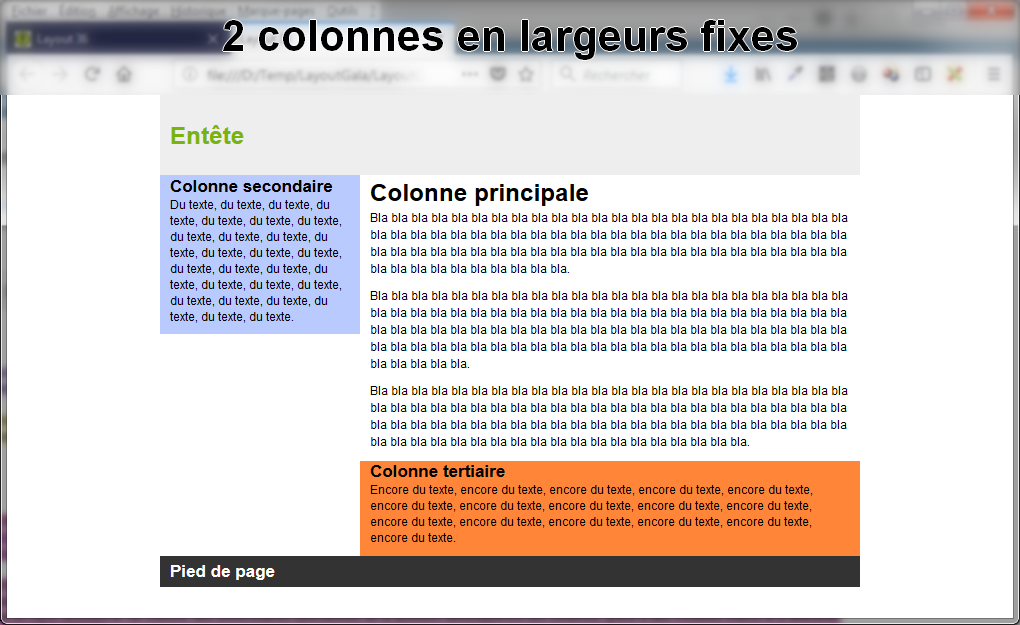 Édition Affichage Historique Marque-pages Outils ?
2 colonnes en largeurs fixes
Layout 36
file:///D:/Temp/LayoutGala/Layout
Rechercher
Entête
Colonne secondaire
Du texte, du texte, du texte, du
texte, du texte, du texte, du texte,
du texte, du texte, du texte, du
texte, du texte, du texte, du texte,
du texte, du texte, du texte, du
texte, du texte, du texte, du texte,
du texte, du texte, du texte, du
texte, du texte, du texte.
Colonne principale
Bla bla bla bla bla bla bla bla bla bla bla bla bla bla bla bla bla bla bla bla bla bla bla bla
bla bla bla bla bla bla bla bla bla bla bla bla bla bla bla bla bla bla bla bla bla bla bla bla
bla bla bla bla bla bla bla bla bla bla bla bla bla bla bla bla bla bla bla bla bla bla bla bla
bla bla bla bla bla bla bla bla bla bla.
Bla bla bla bla bla bla bla bla bla bla bla bla bla bla bla bla bla bla bla bla bla bla bla bla
bla bla bla bla bla bla bla bla bla bla bla bla bla bla bla bla bla bla bla bla bla bla bla bla
bla bla bla bla bla bla bla bla bla bla bla bla bla bla bla bla bla bla bla bla bla bla bla bla
bla bla bla bla bla bla bla bla bla bla bla bla bla bla bla bla bla bla bla bla bla bla bla bla
bla bla bla bla bla.
Bla bla bla bla bla bla bla bla bla bla bla bla bla bla bla bla bla bla bla bla bla bla bla bla
bla bla bla bla bla bla bla bla bla bla bla bla bla bla bla bla bla bla bla bla bla bla bla bla
bla bla bla bla bla bla bla bla bla bla bla bla bla bla bla bla bla bla bla bla bla bla bla bla
bla bla bla bla bla bla bla bla bla bla bla bla bla bla bla bla bla bla bla.
Colonne tertiaire
Encore du texte, encore du texte, encore du texte, encore du texte, encore du texte,
encore du texte, encore du texte, encore du texte, encore du texte, encore du texte,
encore du texte, encore du texte, encore du texte, encore du texte, encore du texte,
encore du texte.
Pied de page